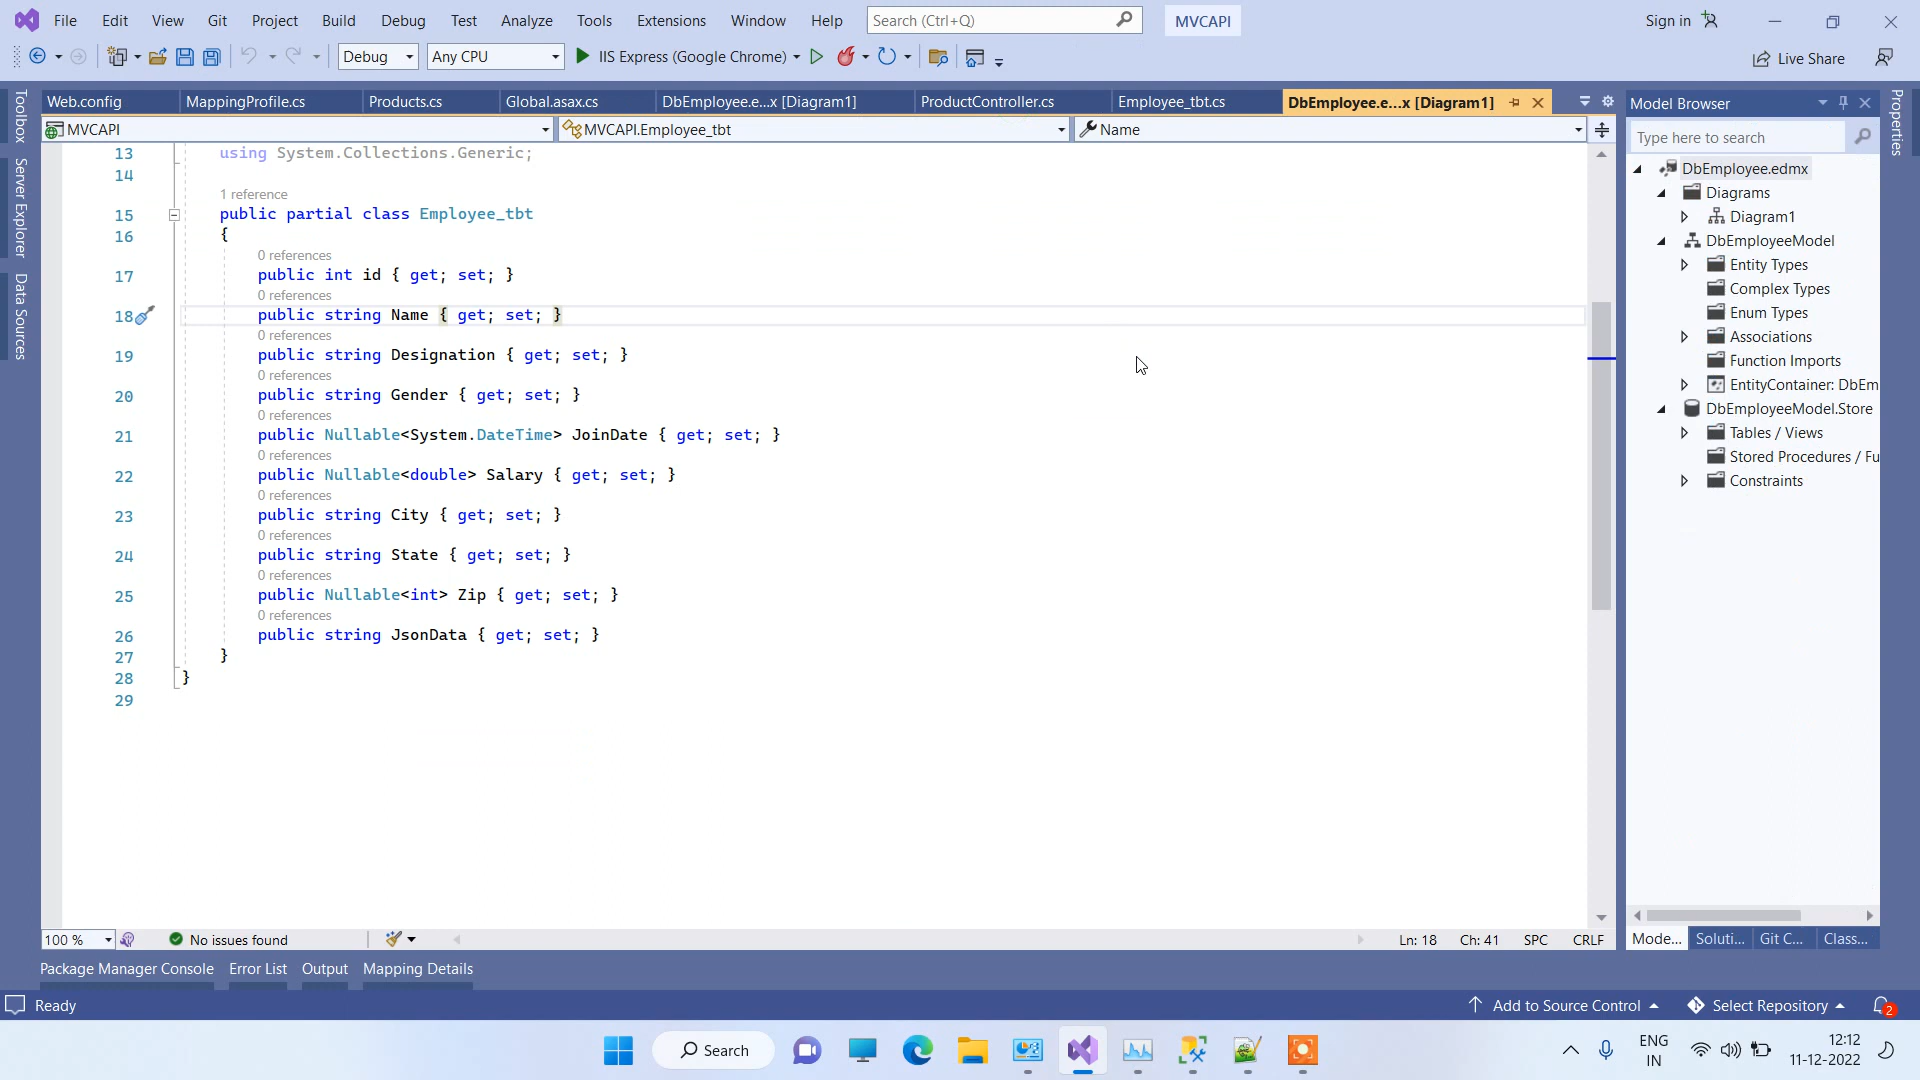 File Edit View Git Project Build Debug Test Analyze Tools Extensions Window Help Search (Ctrl+Q) MVCAPI Sign in
Debug Any CPU IIS Express (Google Chrome) Live Share
Web.config MappingProfile.cs Products.cs Global.asax.cs DbEmployee.e...x [Diagram1] ProductController.cs Employee_tbt.cs DbEmployee.e...x [Diagram1]
MVCAPI MVCAPI.Employee_tbt Name
Toolbox
Server Explorer
Data Sources
13 using System.Collections.Generic;
14
1 reference
15 public partial class Employee_tbt
16 {
0 references
17 public int id { get; set; }
0 references
18 public string Name { get; set; }
0 references
19 public string Designation { get; set; }
0 references
20 public string Gender { get; set; }
0 references
21 public Nullable<System.DateTime> JoinDate { get; set; }
0 references
22 public Nullable<double> Salary { get; set; }
0 references
23 public string City { get; set; }
0 references
24 public string State { get; set; }
0 references
25 public Nullable<int> Zip { get; set; }
0 references
26 public string JsonData { get; set; }
27 }
28 }
29
100 % No issues found Ln: 18 Ch: 41 SPC CRLF
Model Browser
Type here to search
DbEmployee.edmx
Diagrams
Diagram1
DbEmployeeModel
Entity Types
Complex Types
Enum Types
Associations
Function Imports
EntityContainer: DbEm
DbEmployeeModel.Store
Tables / Views
Stored Procedures / Fu
Constraints
Mode... Soluti... Git C... Class...
Properties
Package Manager Console Error List Output Mapping Details
Ready Add to Source Control Select Repository 2
Search ENG IN 12:12 11-12-2022